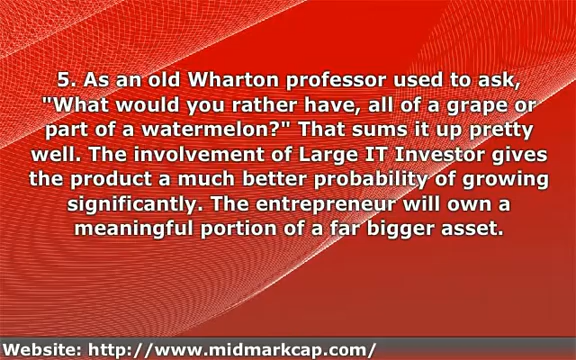 5. As an old Wharton professor used to ask,
"What would you rather have, all of a grape or
part of a watermelon?" That sums it up pretty
well. The involvement of Large IT Investor gives
the product a much better probability of growing
significantly. The entrepreneur will own a
meaningful portion of a far bigger asset.
Website: http://www.midmarkcap.com/